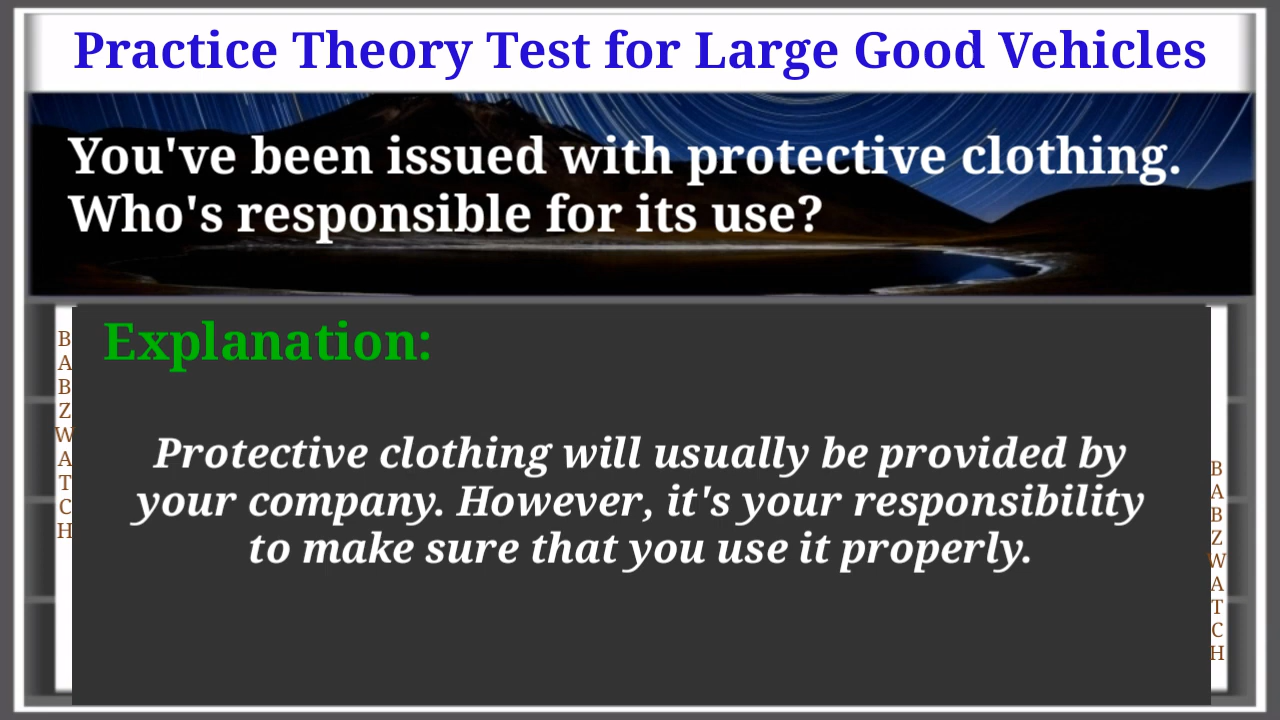 Practice Theory Test for Large Good Vehicles
You've been issued with protective clothing.
Who's responsible for its use?
Explanation:
Protective clothing will usually be provided by
your company. However, it's your responsibility
to make sure that you use it properly.
BABZWATCH
BABZWATCH